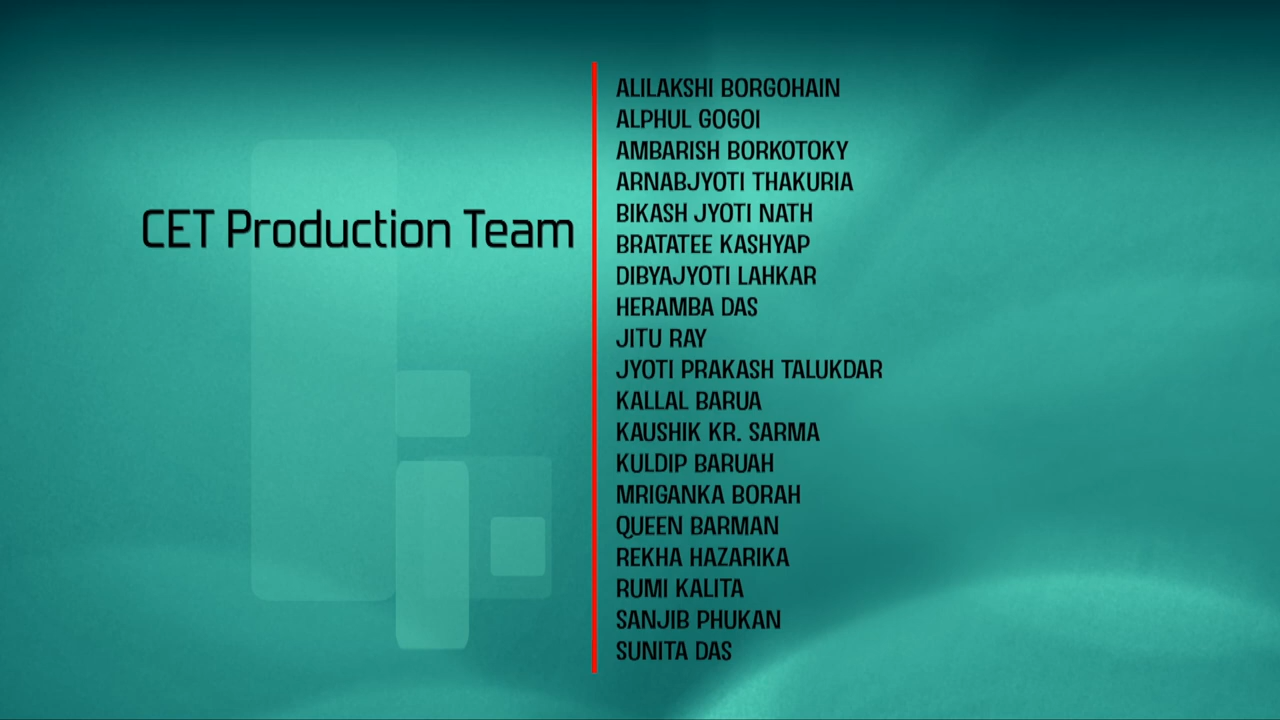 CET Production Team
ALILAKSHI BORGOHAIN
ALPHUL GOGOI
AMBARISH BORKOTOKY
ARNABJYOTI THAKURIA
BIKASH JYOTI NATH
BRATATEE KASHYAP
DIBYAJYOTI LAHKAR
HERAMBA DAS
JITU RAY
JYOTI PRAKASH TALUKDAR
KALLAL BARUA
KAUSHIK KR. SARMA
KULDIP BARUAH
MRIGANKA BORAH
QUEEN BARMAN
REKHA HAZARIKA
RUMI KALITA
SANJIB PHUKAN
SUNITA DAS